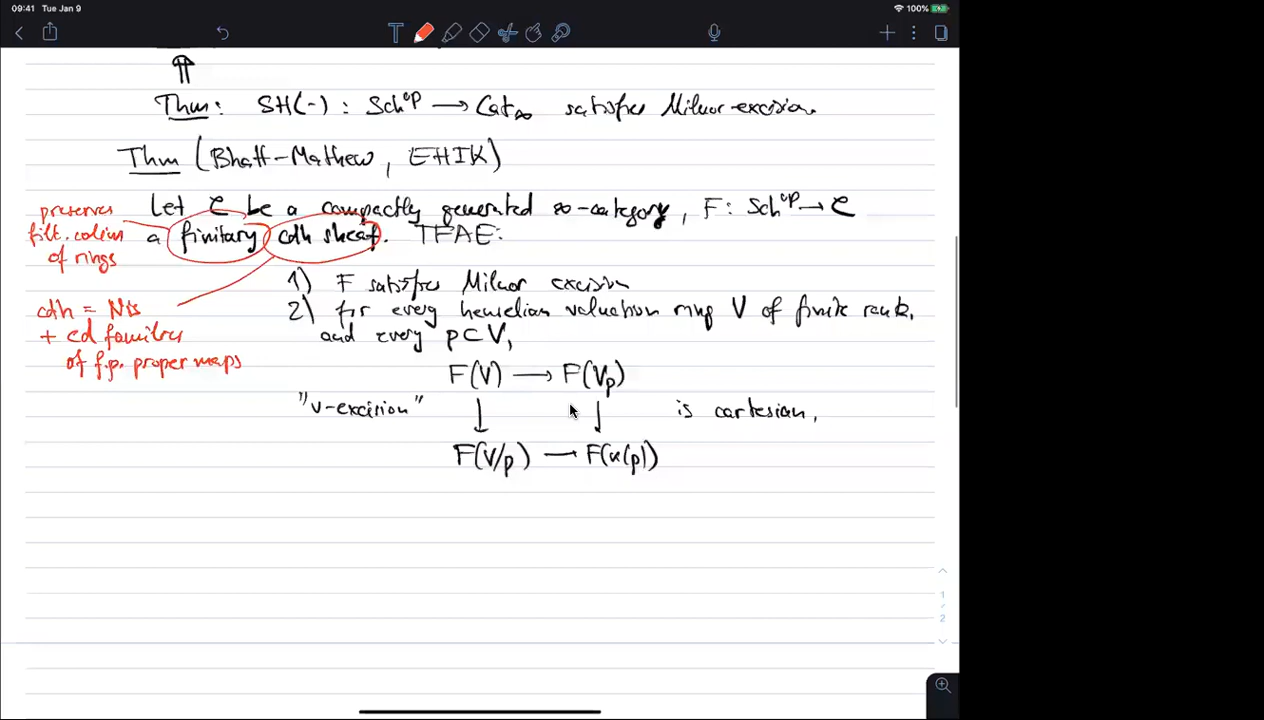 09:41 Tue Jan 9
100%
Thm: SH(-) : Sch^op → Cat_∞ satisfies Milnor excision.
Thm (Bhatt-Mathew, EHIK)
Let C be a compactly generated ∞-category, F: Sch^op → C
a finitary cdh sheaf. TFAE:
preserves
filt. colim
of rings
cdh = Nis
+ cd families
of f.p. proper maps
1) F satisfies Milnor excision
2) for every henselian valuation ring V of finite rank,
and every p⊂V,
F(V) → F(V_p)
"v-excision" ↓ ↓ is cartesian,
F(V/p) → F(κ(p))
1
/
2